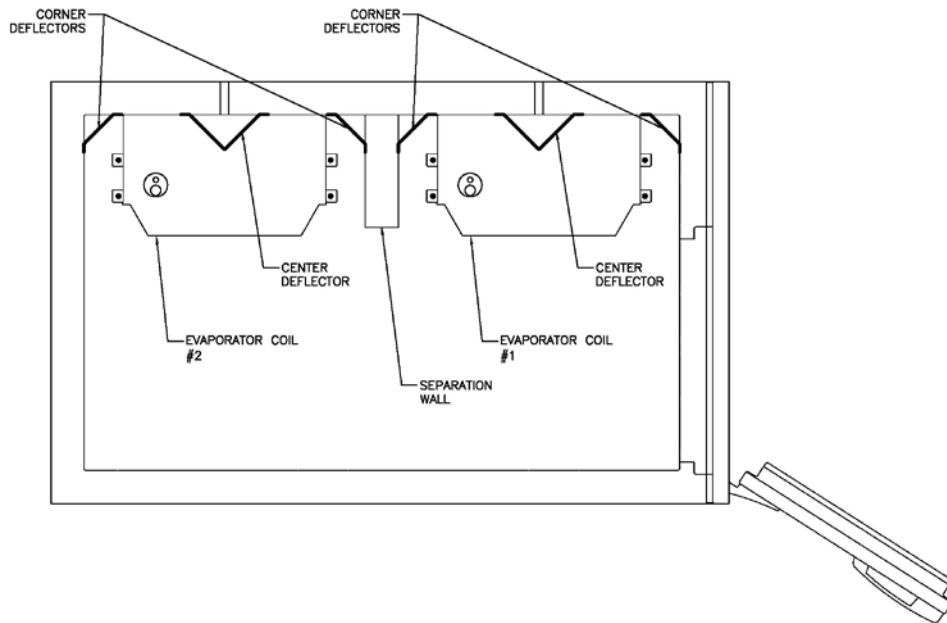 CORNER
DEFLECTORS
CORNER
DEFLECTORS
CENTER
DEFLECTOR
CENTER
DEFLECTOR
EVAPORATOR COIL
#2
EVAPORATOR COIL
#1
SEPARATION
WALL